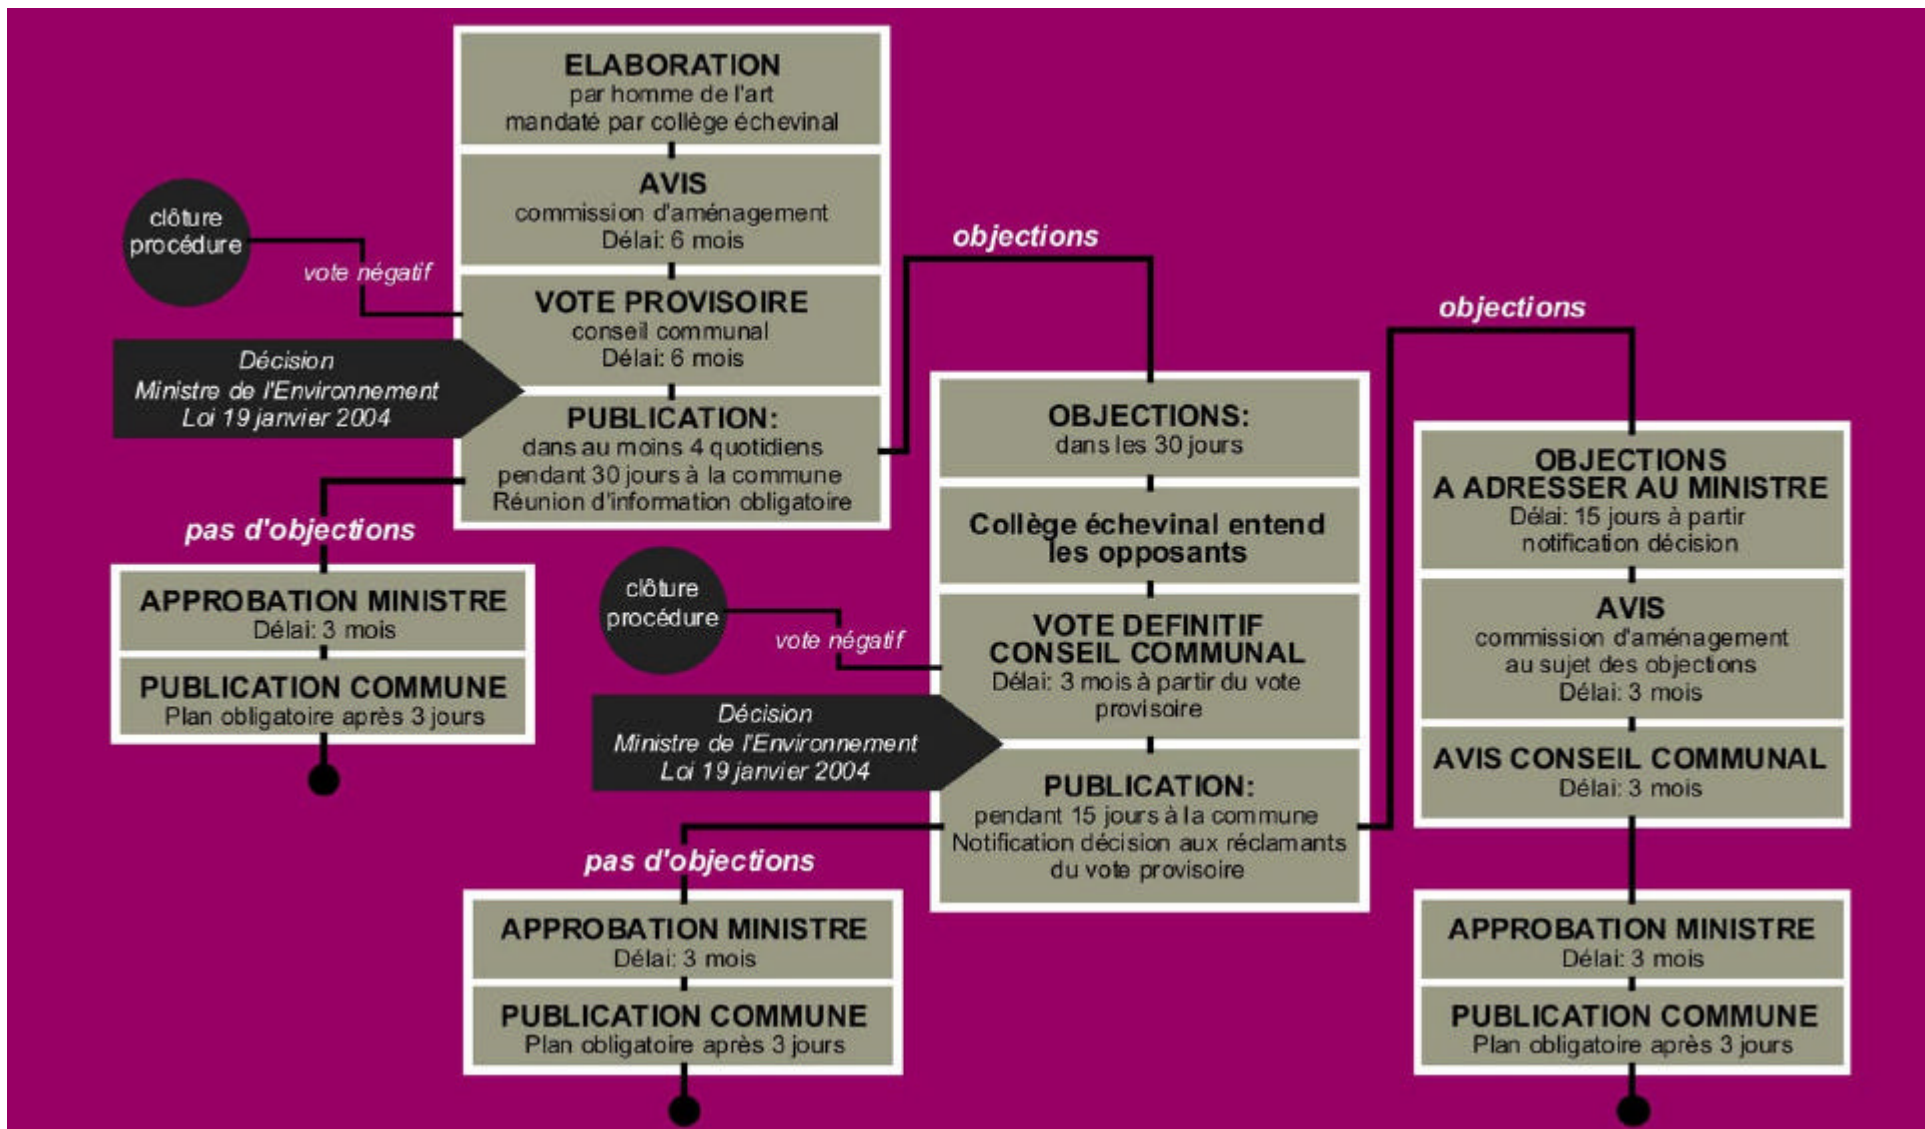 ELABORATION
par homme de l'art
mandaté par collège échevinal
AVIS
commission d'aménagement
Délai: 6 mois
clôture
procédure
vote négatif
VOTE PROVISOIRE
conseil communal
Délai: 6 mois
Décision
Ministre de l'Environnement
Loi 19 janvier 2004
PUBLICATION:
dans au moins 4 quotidiens
pendant 30 jours à la commune
Réunion d'information obligatoire
pas d'objections
APPROBATION MINISTRE
Délai: 3 mois
PUBLICATION COMMUNE
Plan obligatoire après 3 jours
objections
OBJECTIONS:
dans les 30 jours
Collège échevinal entend
les opposants
clôture
procédure
vote négatif
VOTE DEFINITIF
CONSEIL COMMUNAL
Délai: 3 mois à partir du vote
provisoire
Décision
Ministre de l'Environnement
Loi 19 janvier 2004
PUBLICATION:
pendant 15 jours à la commune
Notification décision aux réclamants
du vote provisoire
pas d'objections
APPROBATION MINISTRE
Délai: 3 mois
PUBLICATION COMMUNE
Plan obligatoire après 3 jours
objections
OBJECTIONS
A ADRESSER AU MINISTRE
Délai: 15 jours à partir
notification décision
AVIS
commission d'aménagement
au sujet des objections
Délai: 3 mois
AVIS CONSEIL COMMUNAL
Délai: 3 mois
APPROBATION MINISTRE
Délai: 3 mois
PUBLICATION COMMUNE
Plan obligatoire après 3 jours